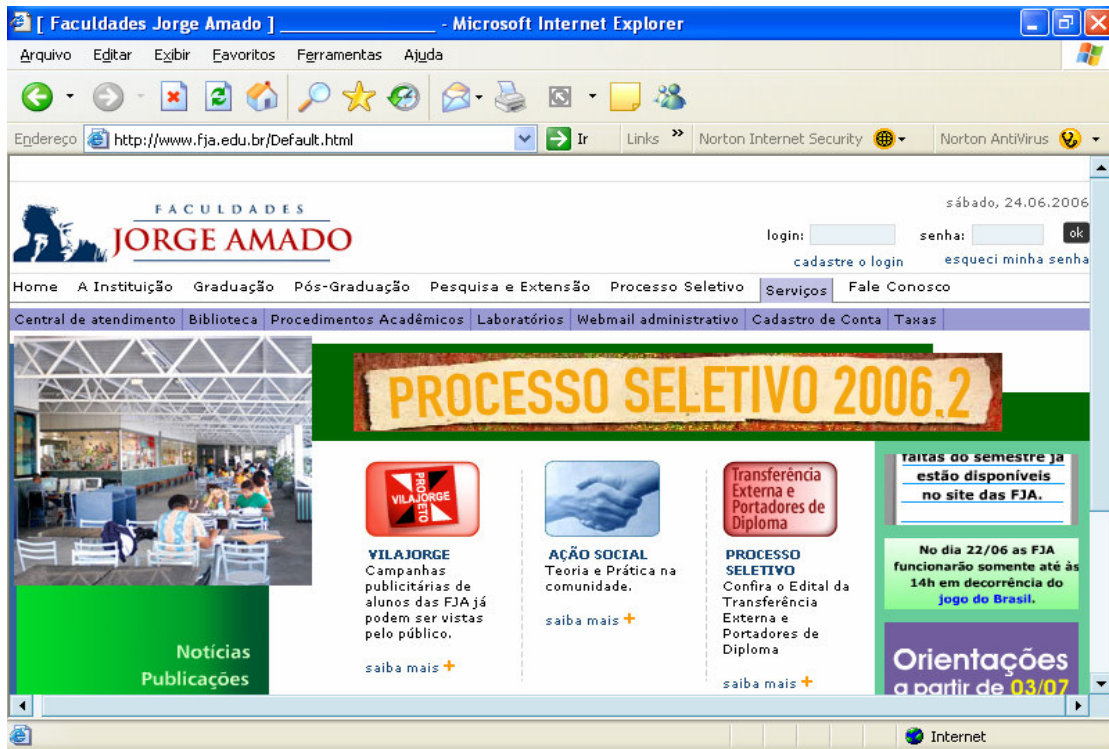 [ Faculdades Jorge Amado ] ________________ - Microsoft Internet Explorer
Arquivo Editar Exibir Favoritos Ferramentas Ajuda
Endereço http://www.fja.edu.br/Default.html Ir Links » Norton Internet Security Norton AntiVirus
FACULDADES
JORGE AMADO
sábado, 24.06.2006
login: senha: ok
cadastre o login esqueci minha senha
Home A Instituição Graduação Pós-Graduação Pesquisa e Extensão Processo Seletivo Serviços Fale Conosco
Central de atendimento Biblioteca Procedimentos Acadêmicos Laboratórios Webmail administrativo Cadastro de Conta Taxas
PROCESSO SELETIVO 2006.2
PROJETO
VILAJORGE
VILAJORGE
Campanhas
publicitárias de
alunos das FJA já
podem ser vistas
pelo público.
saiba mais +
AÇÃO SOCIAL
Teoria e Prática na
comunidade.
saiba mais +
Transferência
Externa e
Portadores de
Diploma
PROCESSO
SELETIVO
Confira o Edital da
Transferência
Externa e
Portadores de
Diploma
saiba mais +
faltas do semestre já
estão disponíveis
no site das FJA.
No dia 22/06 as FJA
funcionarão somente até às
14h em decorrência do
jogo do Brasil.
Orientações
a partir de 03/07
Notícias
Publicações
Internet